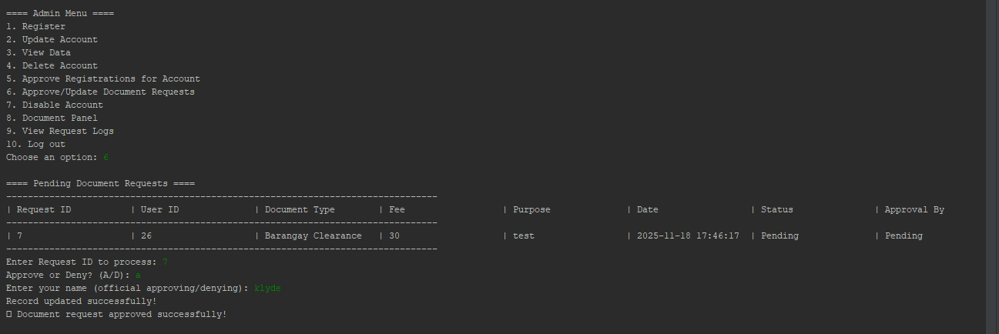 ==== Admin Menu ====
1. Register
2. Update Account
3. View Data
4. Delete Account
5. Approve Registrations for Account
6. Approve/Update Document Requests
7. Disable Account
8. Document Panel
9. View Request Logs
10. Log out
Choose an option: 6
==== Pending Document Requests ====
--------------------------------------------------------------------------------
| Request ID | User ID | Document Type | Fee | Purpose | Date | Status | Approval By
--------------------------------------------------------------------------------
| 7 | 26 | Barangay Clearance | 30 | test | 2025-11-18 17:46:17 | Pending | Pending
--------------------------------------------------------------------------------
Enter Request ID to process: 7
Approve or Deny? (A/D): a
Enter your name (official approving/denying): klyde
Record updated successfully!
▯ Document request approved successfully!